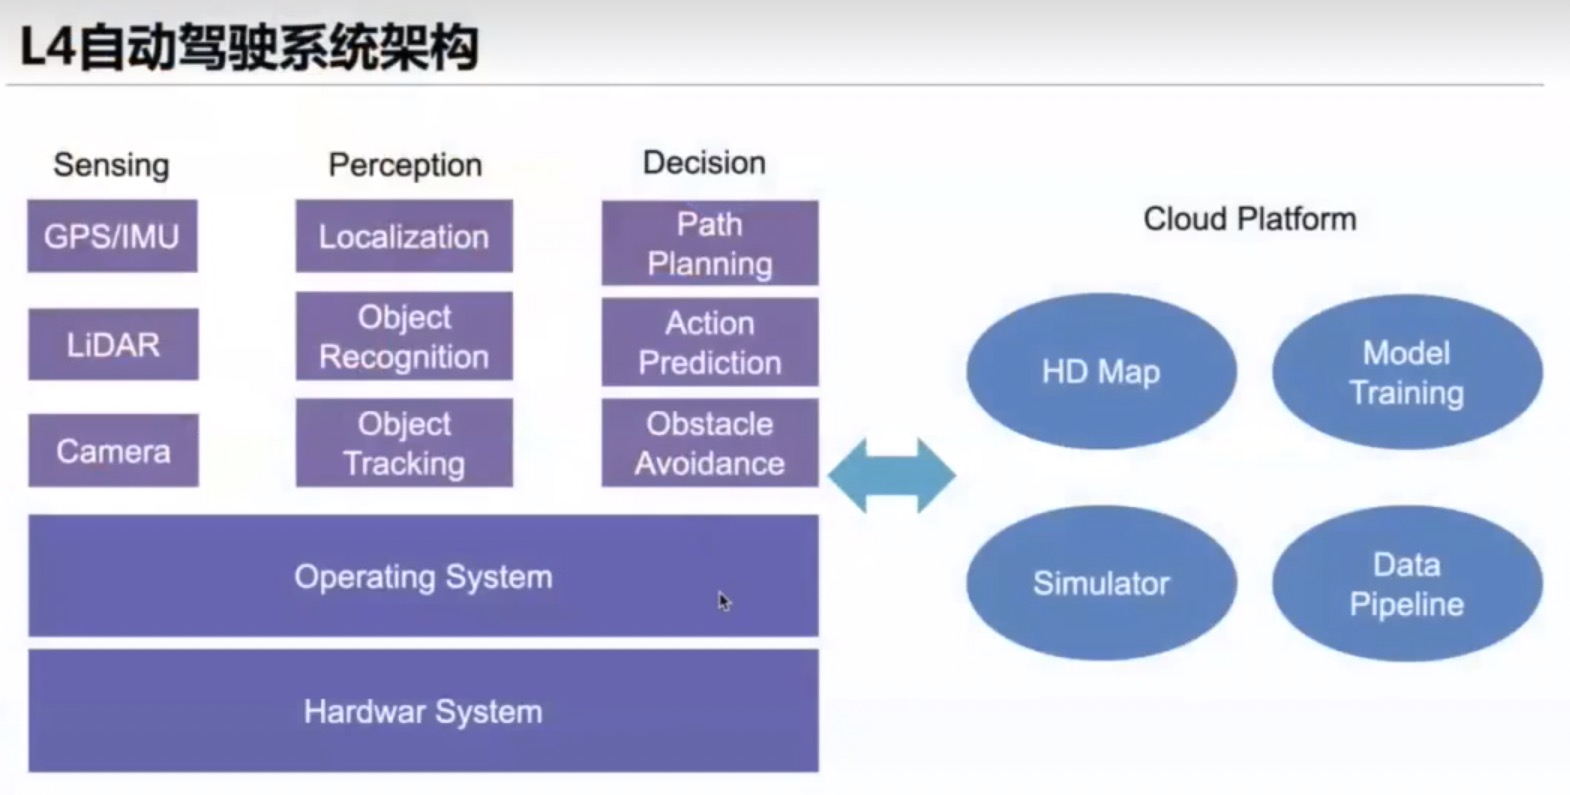 L4自动驾驶系统架构
Sensing
GPS/IMU
LiDAR
Camera
Perception
Localization
Object
Recognition
Object
Tracking
Decision
Path
Planning
Action
Prediction
Obstacle
Avoidance
Operating System
Hardwar System
Cloud Platform
HD Map
Model
Training
Simulator
Data
Pipeline